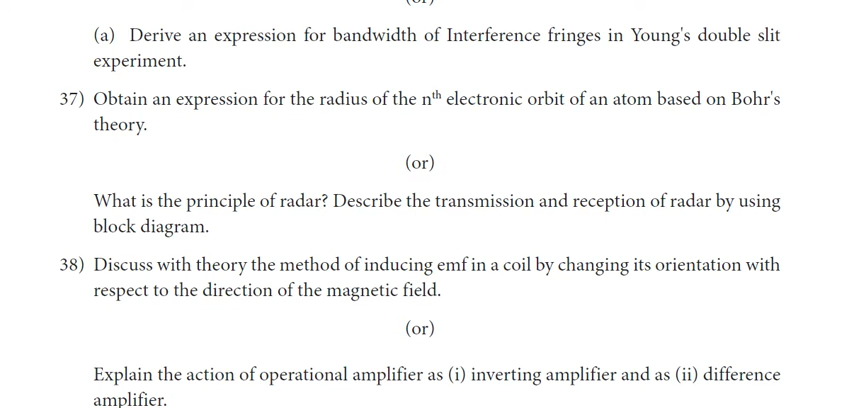 (or)
(a) Derive an expression for bandwidth of Interference fringes in Young's double slit
experiment.
37) Obtain an expression for the radius of the nth electronic orbit of an atom based on Bohr's
theory.
(or)
What is the principle of radar? Describe the transmission and reception of radar by using
block diagram.
38) Discuss with theory the method of inducing emf in a coil by changing its orientation with
respect to the direction of the magnetic field.
(or)
Explain the action of operational amplifier as (i) inverting amplifier and as (ii) difference
amplifier.